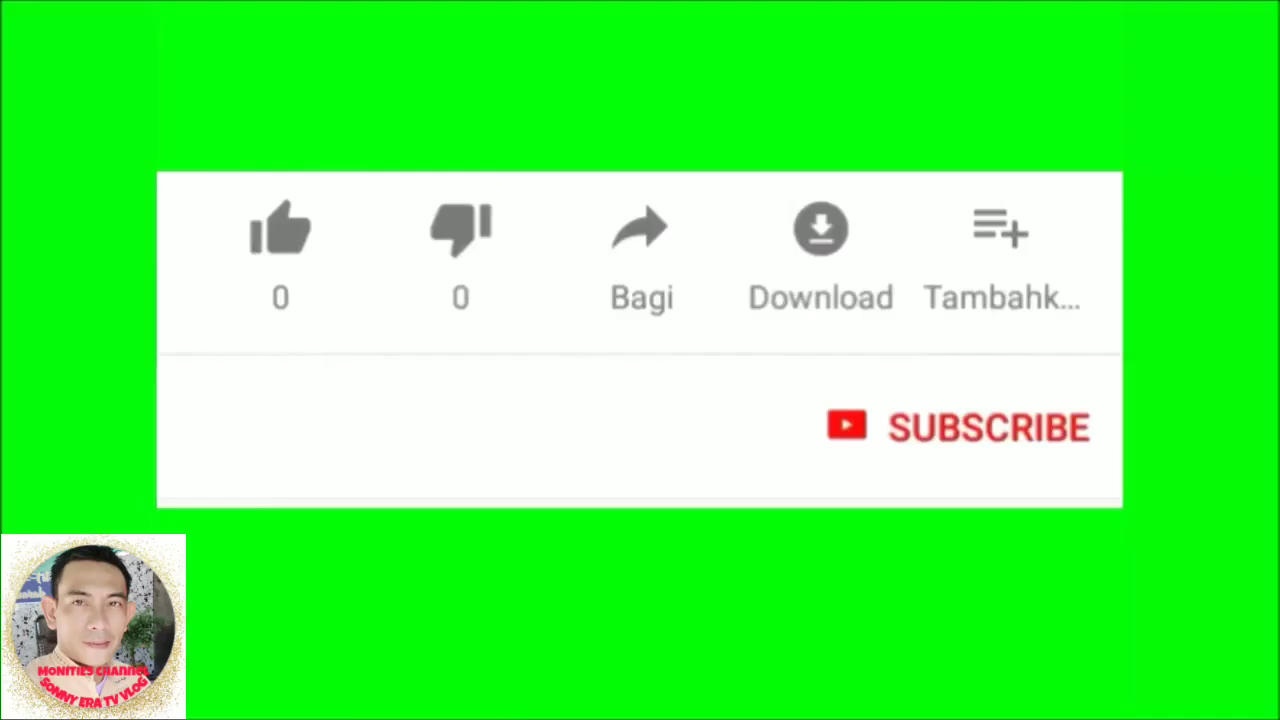 0 0 Bagi Download Tambahk...
SUBSCRIBE
MONITIES CHANNEL
SONNY ERA TV VLOG